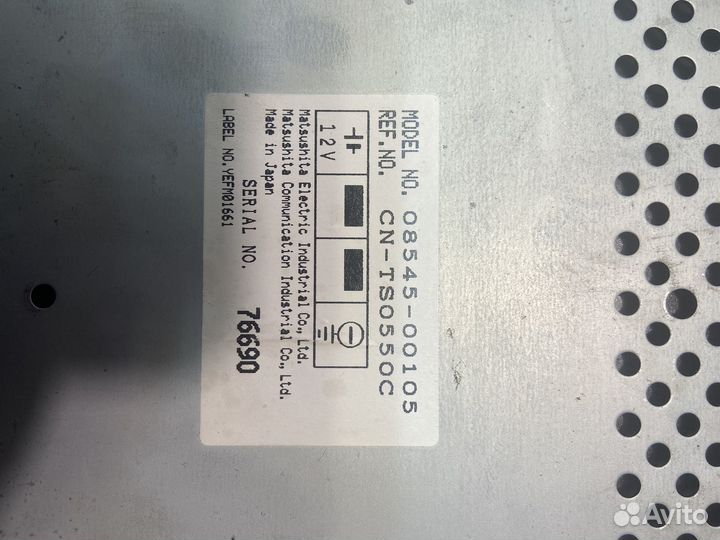 MODEL NO. 08545-00105
REF.NO. CN-TS0550C
12V
Matsushita Electric Industrial Co., Ltd.
Matsushita Communication Industrial Co., Ltd.
Made in Japan
SERIAL NO. 76690
LABEL NO.YEFM01661
Avito